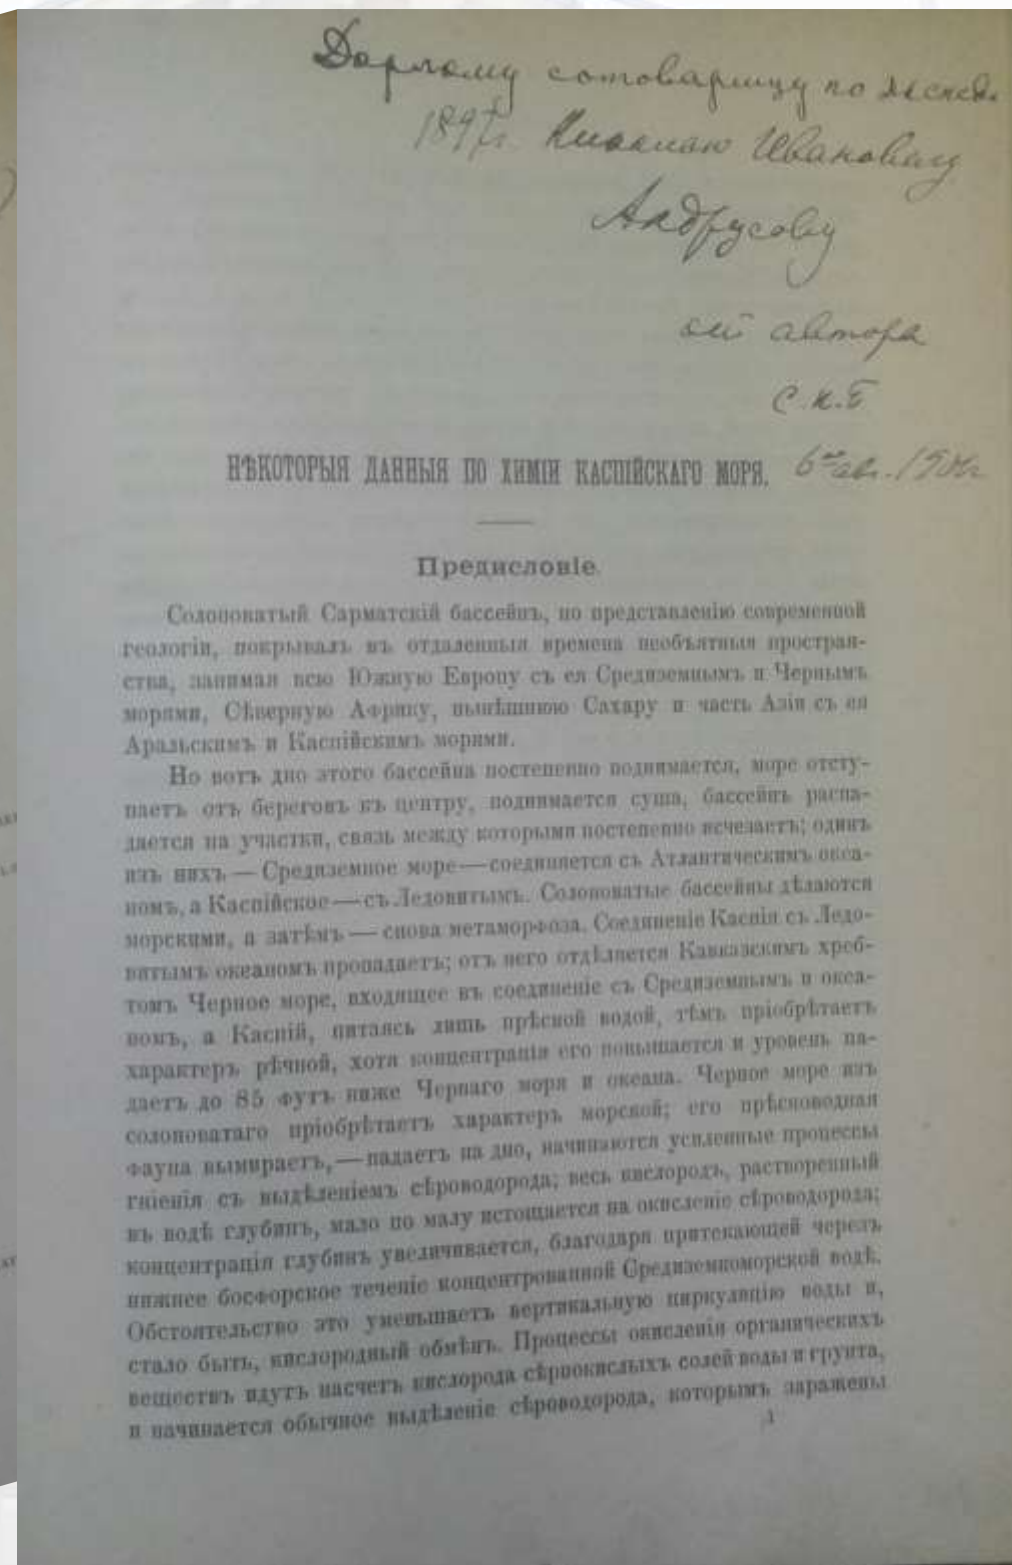 Дорогому сотоварищу по экспед.
1897 г. Николаю Ивановичу
Андрусову
от автора
С.П.Б
НѢКОТОРЫЯ ДАННЫЯ ПО ХИМІИ КАСПІЙСКАГО МОРЯ.
Предисловіе.
Солоноватый Сарматскій бассейнъ, по представленію современной
геологіи, покрывалъ въ отдаленныя времена необъятныя простран-
ства, занимая всю Южную Европу съ ея Средиземнымъ и Чернымъ
морями, Сѣверную Африку, нынѣшнюю Сахару и часть Азіи съ ея
Аральскимъ и Каспійскимъ морями.
Но вотъ дно этого бассейна постепенно поднимается, море отсту-
паетъ отъ береговъ къ центру, поднимается суша, бассейнъ распа-
дается на участки, связь между которыми постепенно исчезаетъ; одинъ
изъ нихъ — Средиземное море — соединяется съ Атлантическимъ океа-
номъ, а Каспійское — съ Ледовитымъ. Солоноватые бассейны дѣлаются
морскими, а затѣмъ — снова метаморфоза. Соединеніе Каспія съ Ледо-
витымъ океаномъ пропадаетъ; отъ него отдѣляется Кавказскимъ хреб-
томъ Черное море, входящее въ соединеніе съ Средиземнымъ и океа-
номъ, а Каспій, питаясь лишь прѣсной водой, тѣмъ пріобрѣтаетъ
характеръ рѣчной, хотя концентрація его повышается и уровень па-
даетъ до 85 футъ ниже Чернаго моря и океана. Черное море изъ
солоноватаго пріобрѣтаетъ характеръ морской; его прѣсноводная
фауна вымираетъ, — падаетъ на дно, начинаются усиленные процессы
гніенія съ выдѣленіемъ сѣроводорода; весь кислородъ, растворенный
въ водѣ глубинъ, мало по малу истощается на окисленіе сѣроводорода;
концентрація глубинъ увеличивается, благодаря притекающей черезъ
нижнее босфорское теченіе концентрованной Средиземноморской водѣ.
Обстоятельство это уменьшаетъ вертикальную циркуляцію воды и,
стало быть, кислородный обмѣнъ. Процессы окисленія органическихъ
веществъ идутъ насчетъ кислорода сѣрнокислыхъ солей воды и грунта,
и начинается обычное выдѣленіе сѣроводорода, которымъ заражены
1